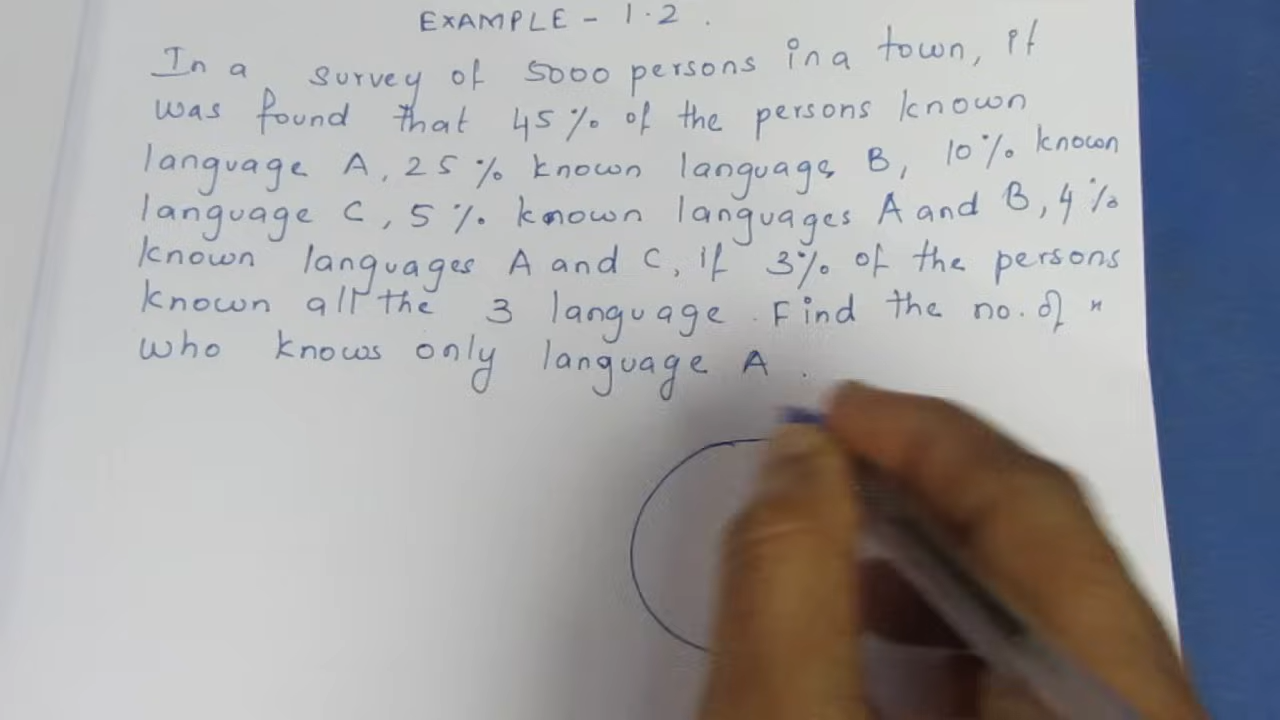 EXAMPLE - 1.2.
In a survey of 5000 persons in a town, it
was found that 45% of the persons known
language A, 25% known language B, 10% known
language C, 5% known languages A and B, 4%
known languages A and C, if 3% of the persons
known all the 3 language. Find the no. of "
who knows only language A.